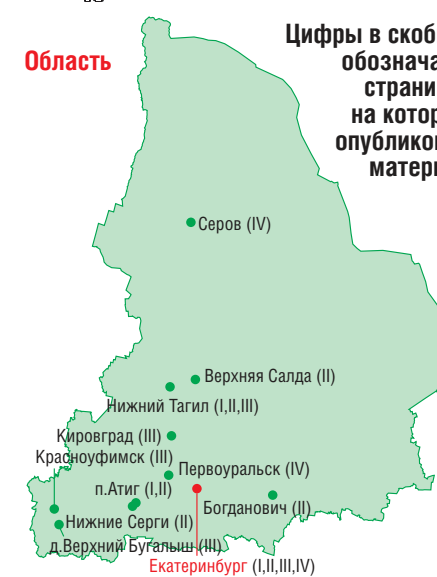 Область
Цифры в скоб
обознача
страни
на котор
опубликов
матери
Серов (IV)
Верхняя Салда (II)
Нижний Тагил (I,II,III)
Кировград (III)
Красноуфимск (III)
Первоуральск (IV)
п.Атиг (I,II)
Богданович (II)
Нижние Серги (II)
д.Верхний Бугалыш (III)
Екатеринбург (I,II,III,IV)